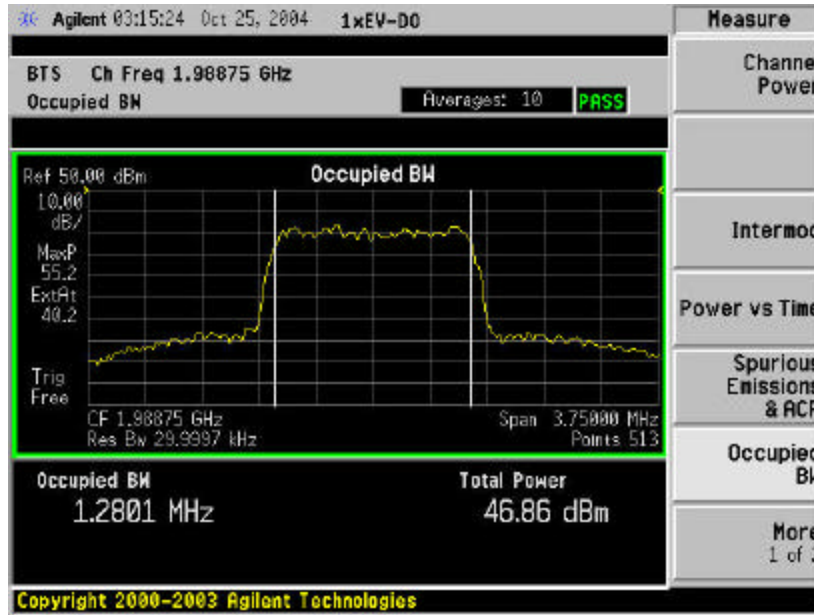 Agilent 03:15:24 Oct 25, 2004 1xEV-DO
Measure
BTS Ch Freq 1.98875 GHz
Occupied BW
Averages: 10 PASS
Channe
Power
Ref 50.00 dBm
Occupied BW
10.00
dB/
MaxP
55.2
ExtAt
40.2
Trig
Free
CF 1.98875 GHz
Span 3.75000 MHz
Res Bw 29.9997 kHz
Points 513
Intermod
Power vs Time
Spurious
Emissions
& ACP
Occupied
BW
More
1 of
Occupied BW
1.2801 MHz
Total Power
46.86 dBm
Copyright 2000-2003 Agilent Technologies